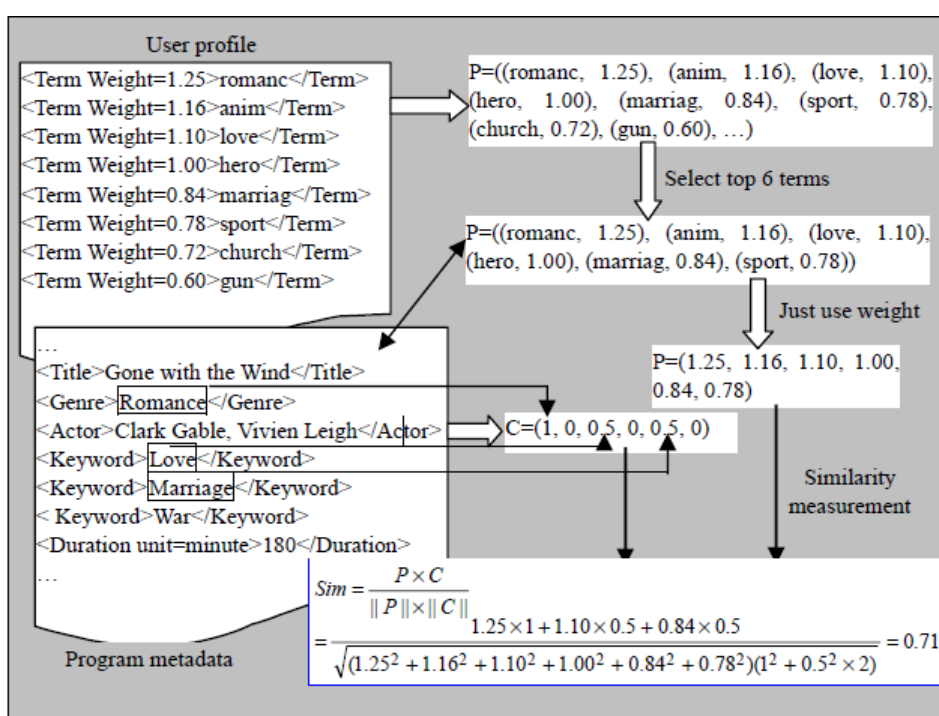 User profile
<Term Weight=1.25>romanc</Term>
<Term Weight=1.16>anim</Term>
<Term Weight=1.10>love</Term>
<Term Weight=1.00>hero</Term>
<Term Weight=0.84>marriag</Term>
<Term Weight=0.78>sport</Term>
<Term Weight=0.72>church</Term>
<Term Weight=0.60>gun</Term>
P=((romanc, 1.25), (anim, 1.16), (love, 1.10),
(hero, 1.00), (marriag, 0.84), (sport, 0.78),
(church, 0.72), (gun, 0.60), …)
Select top 6 terms
P=((romanc, 1.25), (anim, 1.16), (love, 1.10),
(hero, 1.00), (marriag, 0.84), (sport, 0.78))
Just use weight
P=(1.25, 1.16, 1.10, 1.00,
0.84, 0.78)
…
<Title>Gone with the Wind</Title>
<Genre>Romance</Genre>
<Actor>Clark Gable, Vivien Leigh</Actor>
<Keyword>Love</Keyword>
<Keyword>Marriage</Keyword>
< Keyword>War</Keyword>
<Duration unit=minute>180</Duration>
…
Program metadata
C=(1, 0, 0.5, 0, 0.5, 0)
Similarity
measurement
Sim = P × C / || P || × || C ||
= 1.25×1+1.10×0.5+0.84×0.5 / √(1.25² +1.16² +1.10² +1.00² +0.84² +0.78²)(1² +0.5² ×2) = 0.71